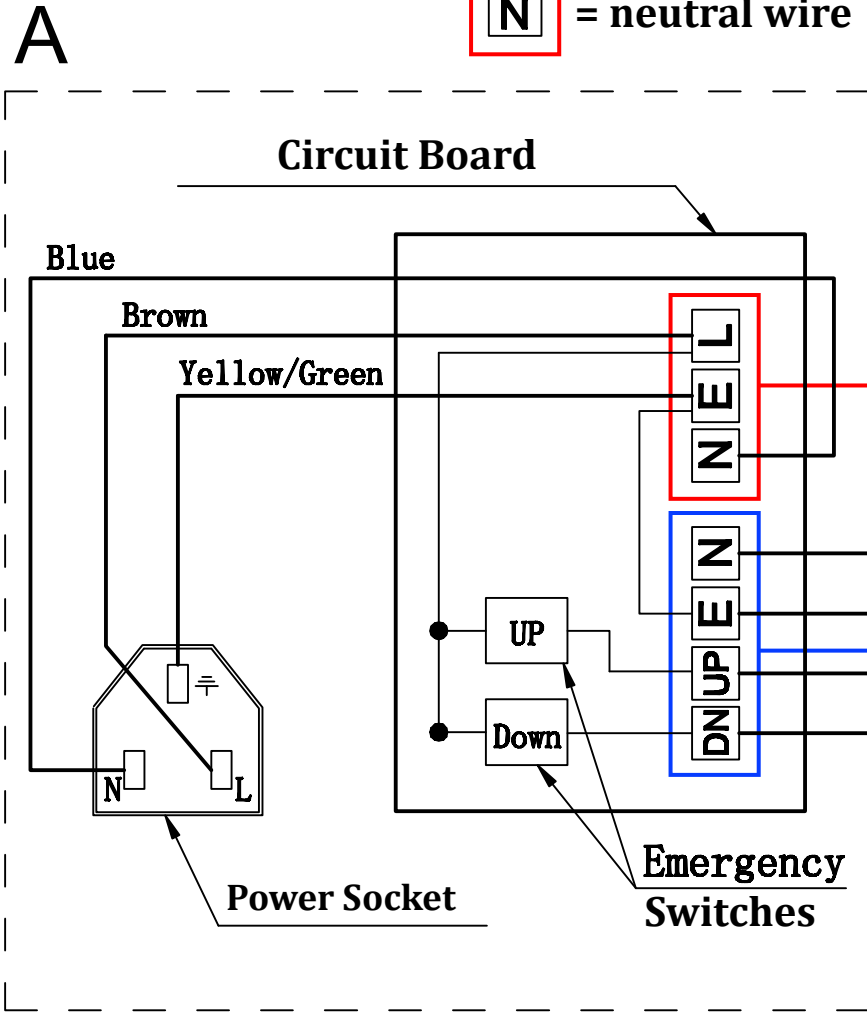 A
N = neutral wire
Circuit Board
Blue
Brown
Yellow/Green
L
E
N
N
E
UP
DN
UP
Down
N
L
Power Socket
Emergency
Switches